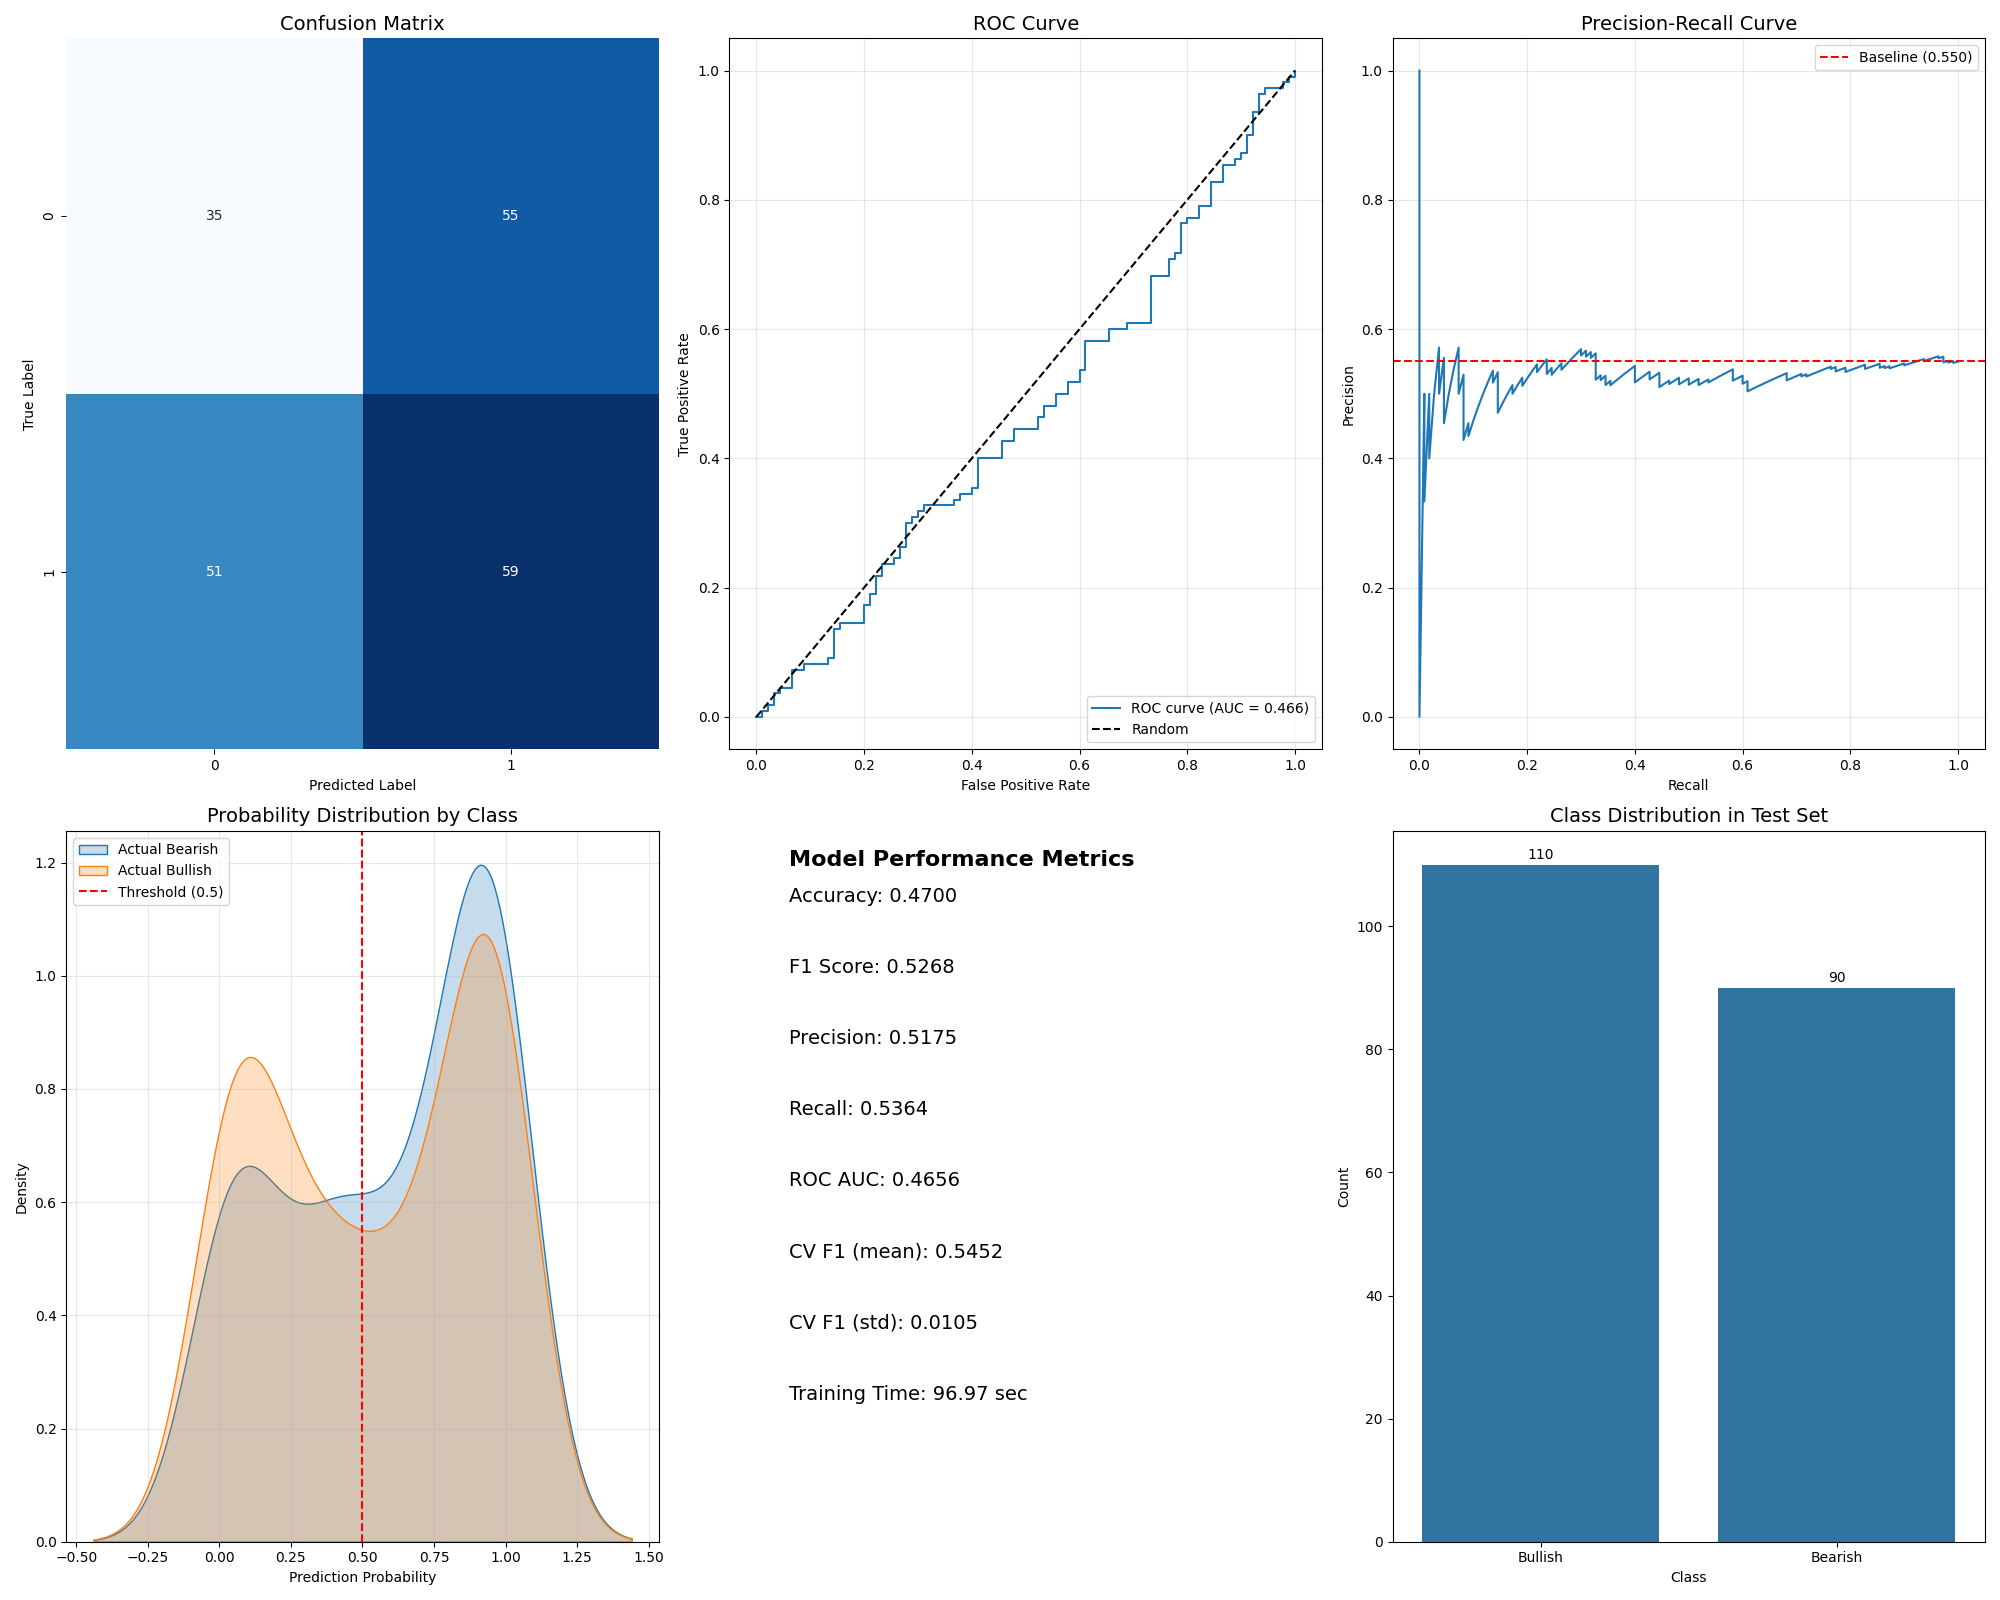 Confusion Matrix
35
55
51
59
0
1
True Label
0
1
Predicted Label
ROC Curve
1.0
0.8
0.6
0.4
0.2
0.0
True Positive Rate
ROC curve (AUC = 0.466)
Random
0.0
0.2
0.4
0.6
0.8
1.0
False Positive Rate
Precision-Recall Curve
Baseline (0.550)
1.0
0.8
0.6
0.4
0.2
0.0
Precision
0.0
0.2
0.4
0.6
0.8
1.0
Recall
Probability Distribution by Class
Actual Bearish
Actual Bullish
Threshold (0.5)
1.2
1.0
0.8
0.6
0.4
0.2
0.0
Density
−0.50
−0.25
0.00
0.25
0.50
0.75
1.00
1.25
1.50
Prediction Probability
Model Performance Metrics
Accuracy: 0.4700
F1 Score: 0.5268
Precision: 0.5175
Recall: 0.5364
ROC AUC: 0.4656
CV F1 (mean): 0.5452
CV F1 (std): 0.0105
Training Time: 96.97 sec
Class Distribution in Test Set
110
90
100
80
60
40
20
0
Count
Bullish
Bearish
Class